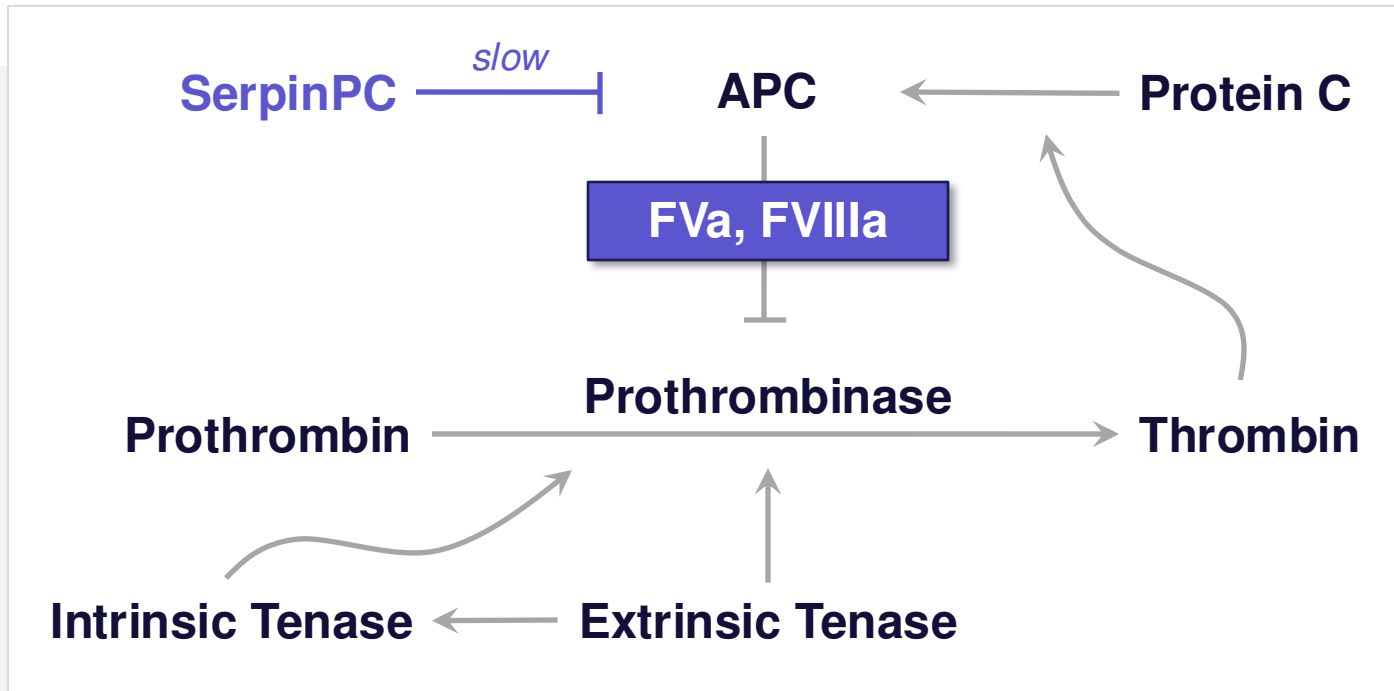 slow
SerpinPC
APC
Protein C
FVa, FVIIIa
Prothrombinase
Prothrombin
Thrombin
Intrinsic Tenase
Extrinsic Tenase